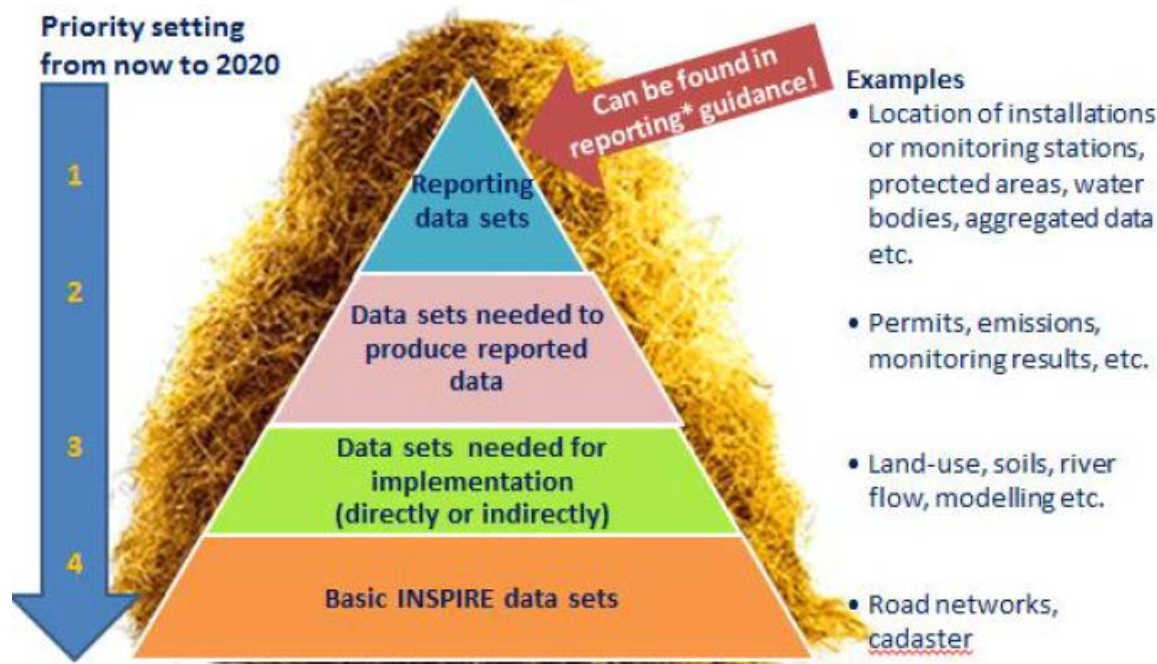 Priority setting
from now to 2020
1
2
3
4
Can be found in
reporting* guidance!
Reporting
data sets
Data sets needed to
produce reported
data
Data sets needed for
implementation
(directly or indirectly)
Basic INSPIRE data sets
Examples
• Location of installations
or monitoring stations,
protected areas, water
bodies, aggregated data
etc.
• Permits, emissions,
monitoring results, etc.
• Land-use, soils, river
flow, modelling etc.
• Road networks,
cadaster